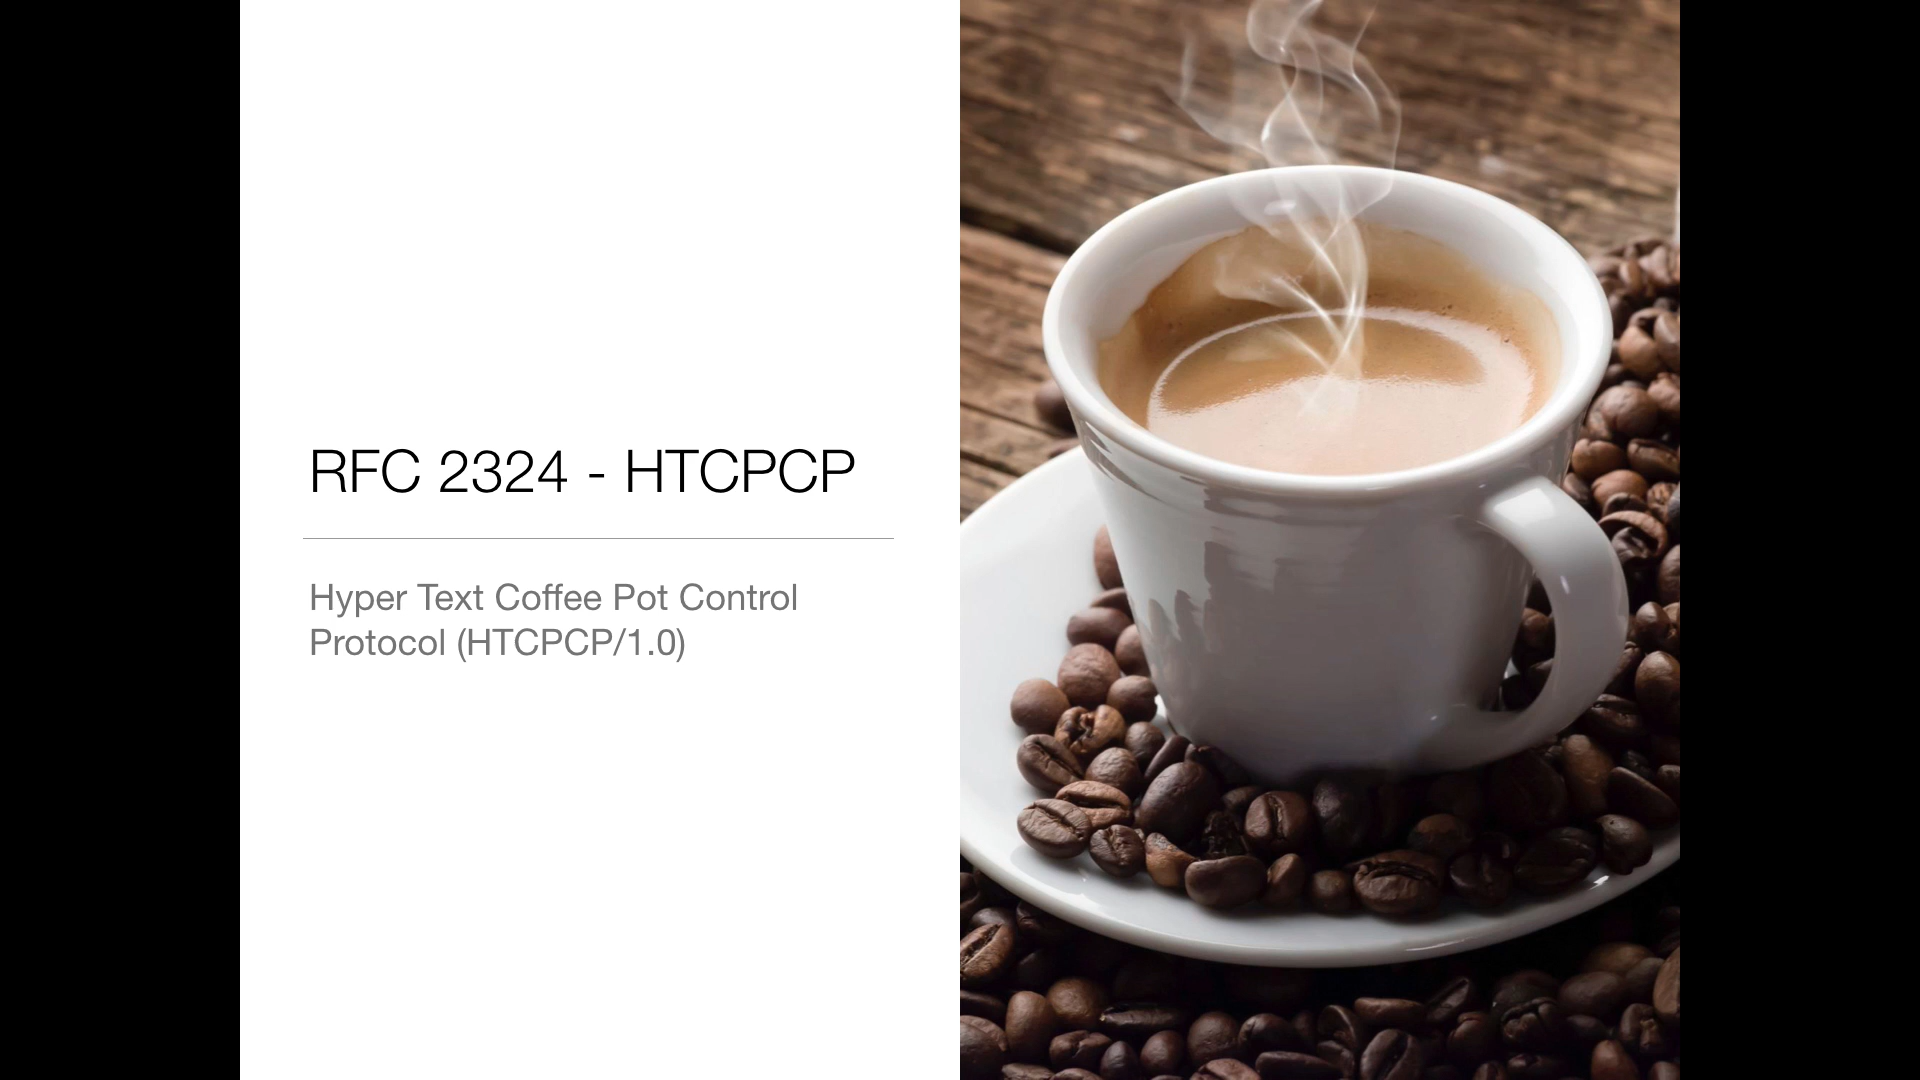 RFC 2324 - HTCPCP
Hyper Text Coffee Pot Control
Protocol (HTCPCP/1.0)